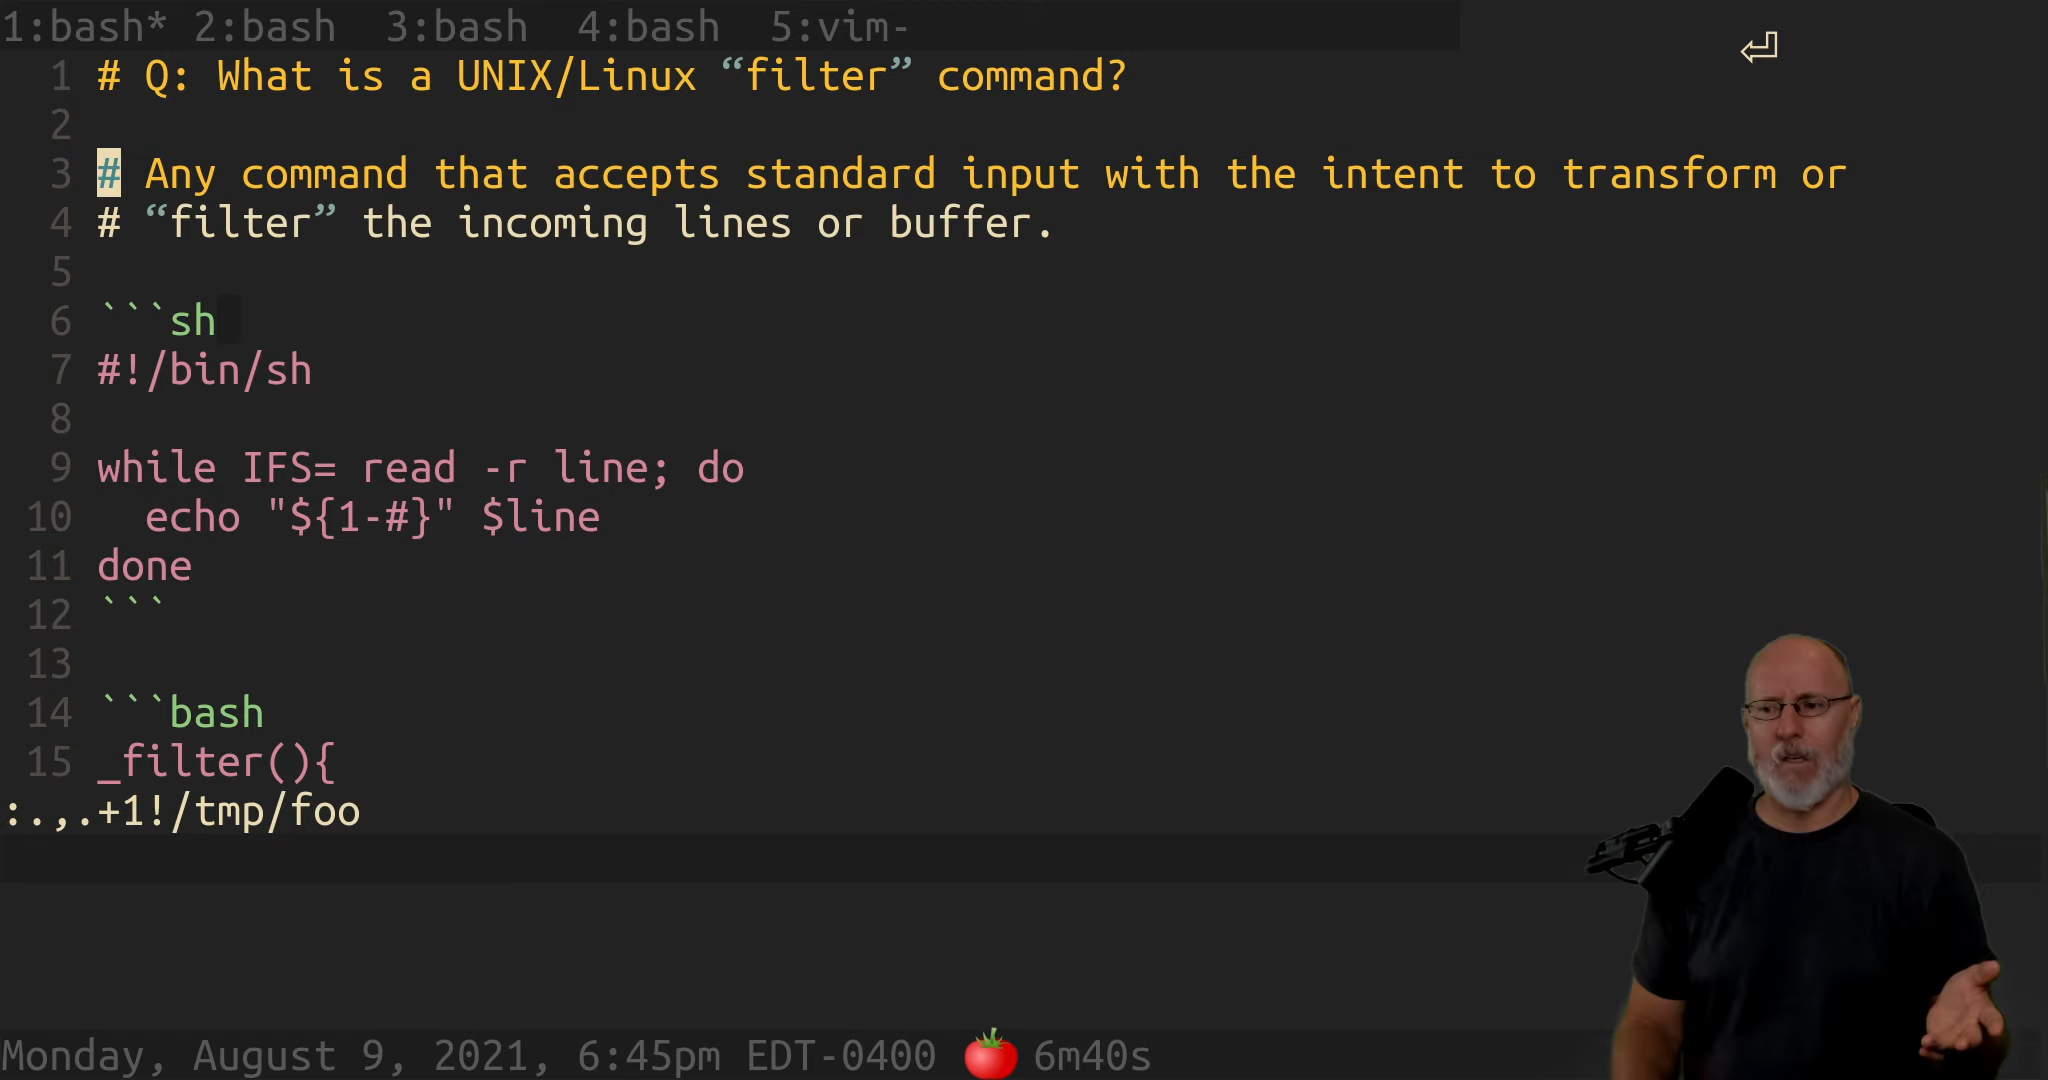 1:bash* 2:bash 3:bash 4:bash 5:vim-
1 # Q: What is a UNIX/Linux “filter” command?
2
3 # Any command that accepts standard input with the intent to transform or
4 # “filter” the incoming lines or buffer.
5
6 ```sh
7 #!/bin/sh
8
9 while IFS= read -r line; do
10   echo "${1-#}" $line
11 done
12 ```
13
14 ```bash
15 _filter(){
:.,.+1!/tmp/foo
Monday, August 9, 2021, 6:45pm EDT-0400 🍅 6m40s